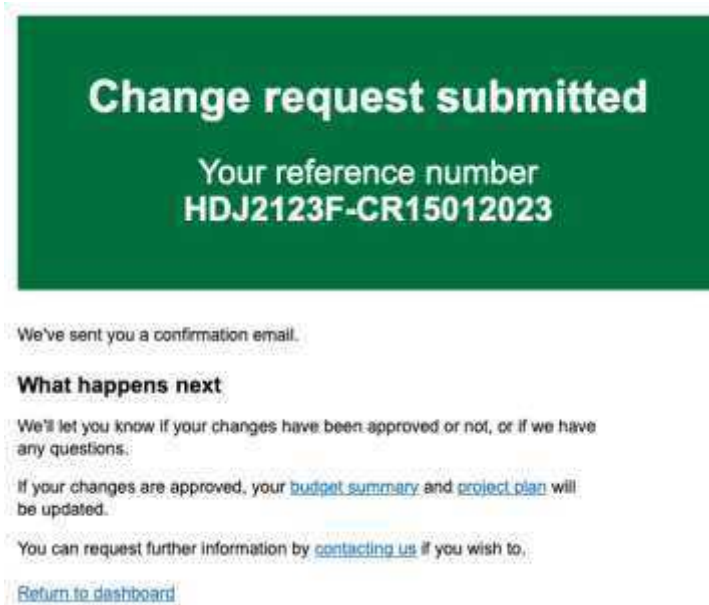 Change request submitted
Your reference number
HDJ2123F-CR15012023
We've sent you a confirmation email.
What happens next
We'll let you know if your changes have been approved or not, or if we have
any questions.
If your changes are approved, your budget summary and project plan will
be updated.
You can request further information by contacting us if you wish to.
Return to dashboard